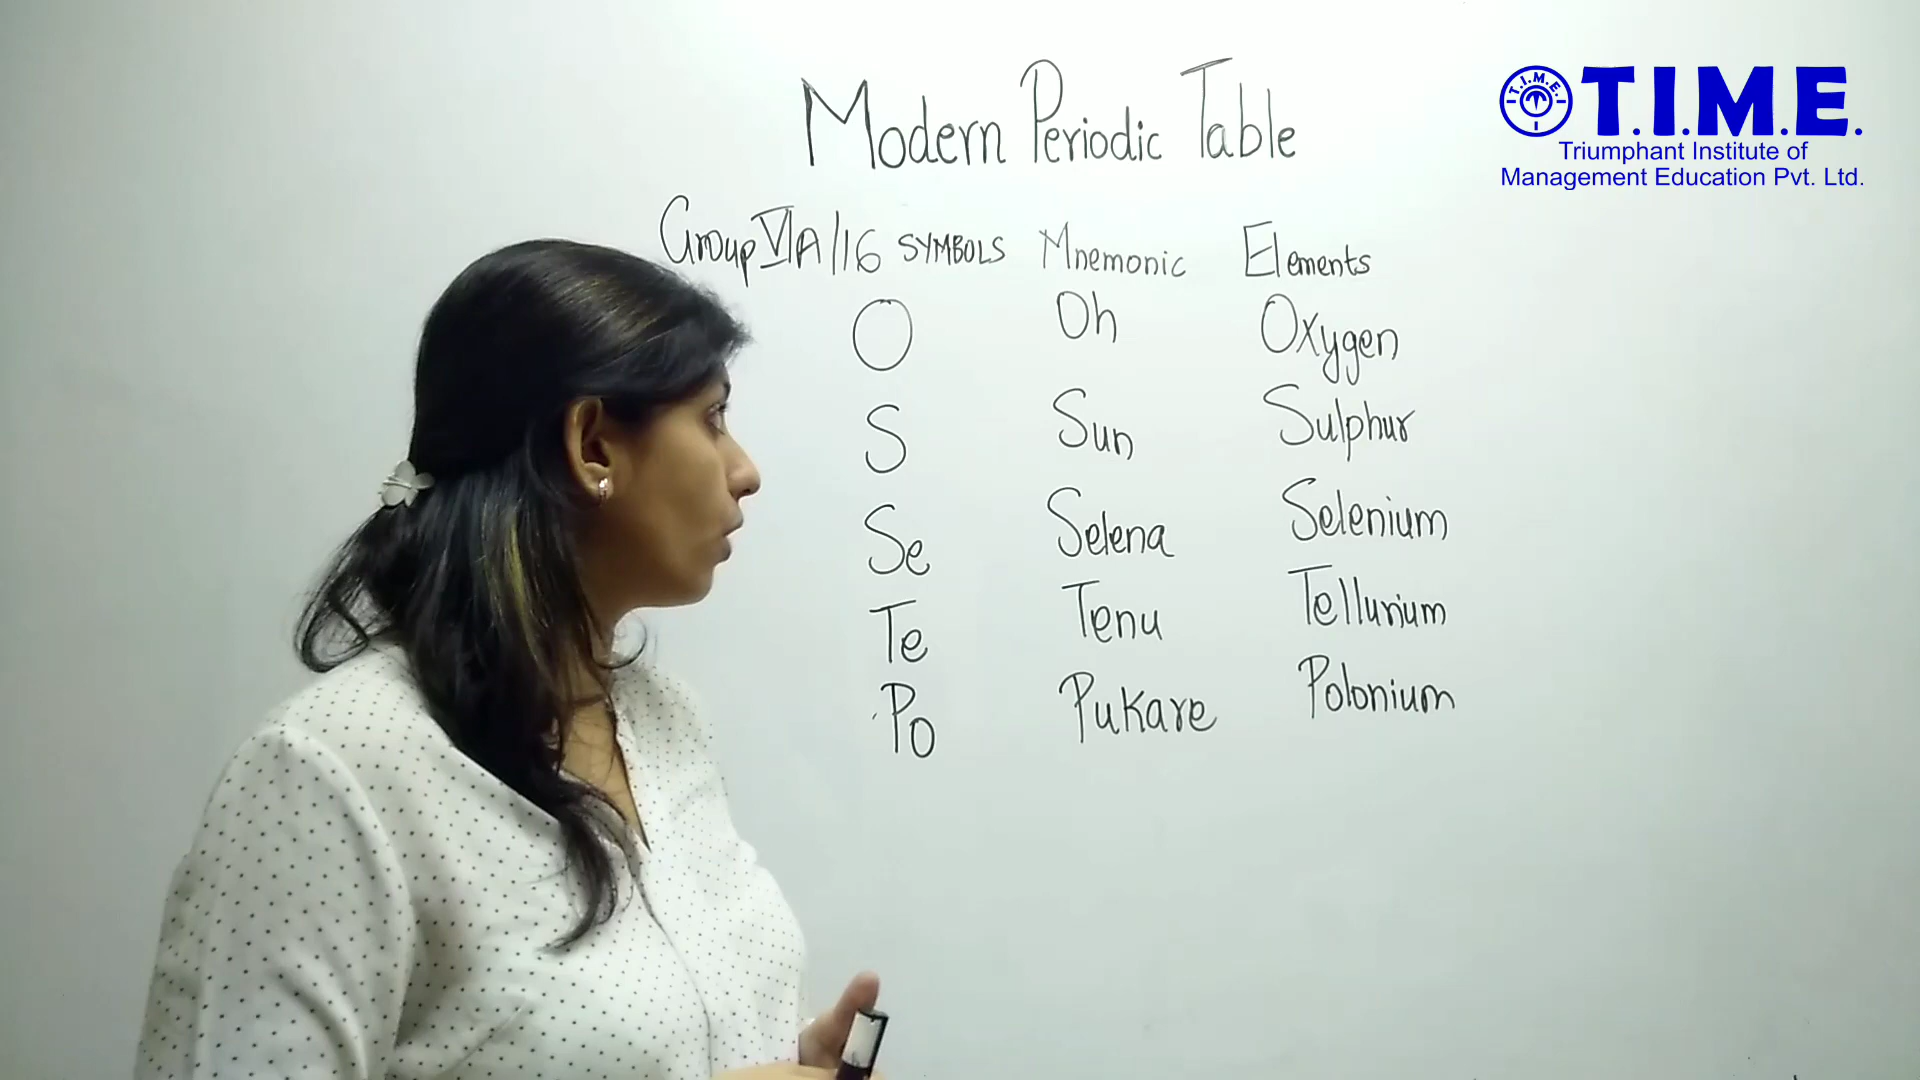 Modern Periodic Table
T.I.M.E.
T.I.M.E.
Triumphant Institute of
Management Education Pvt. Ltd.
Group VIA/16 SYMBOLS Mnemonic Elements
O Oh Oxygen
S Sun Sulphur
Se Selena Selenium
Te Tenu Tellurium
Po Pukare Polonium